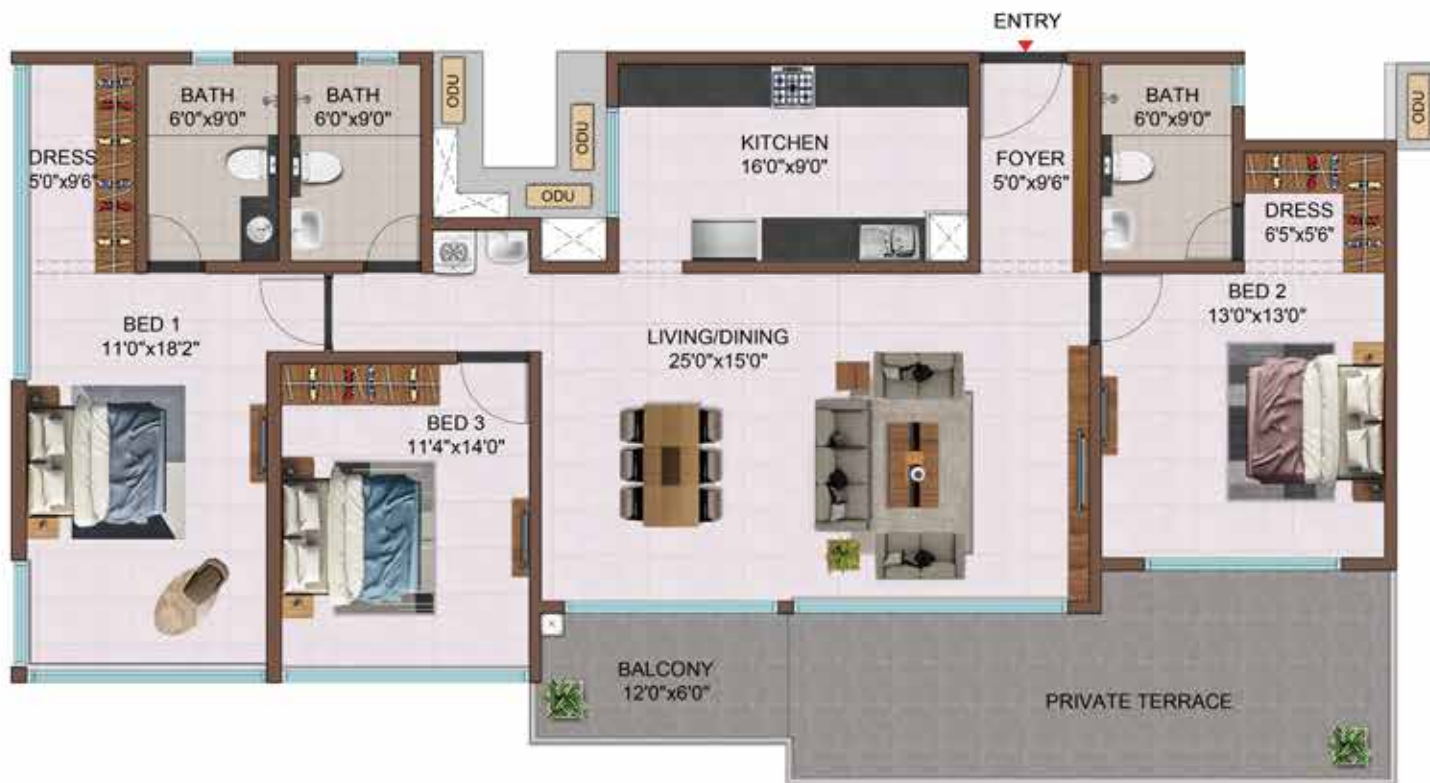 ENTRY
BATH
6'0"x9'0"
BATH
6'0"x9'0"
ODU
ODU
ODU
KITCHEN
16'0"x9'0"
FOYER
5'0"x9'6"
BATH
6'0"x9'0"
ODU
DRESS
5'0"x9'6"
DRESS
6'5"x5'6"
BED 1
11'0"x18'2"
LIVING/DINING
25'0"x15'0"
BED 2
13'0"x13'0"
BED 3
11'4"x14'0"
BALCONY
12'0"x6'0"
PRIVATE TERRACE